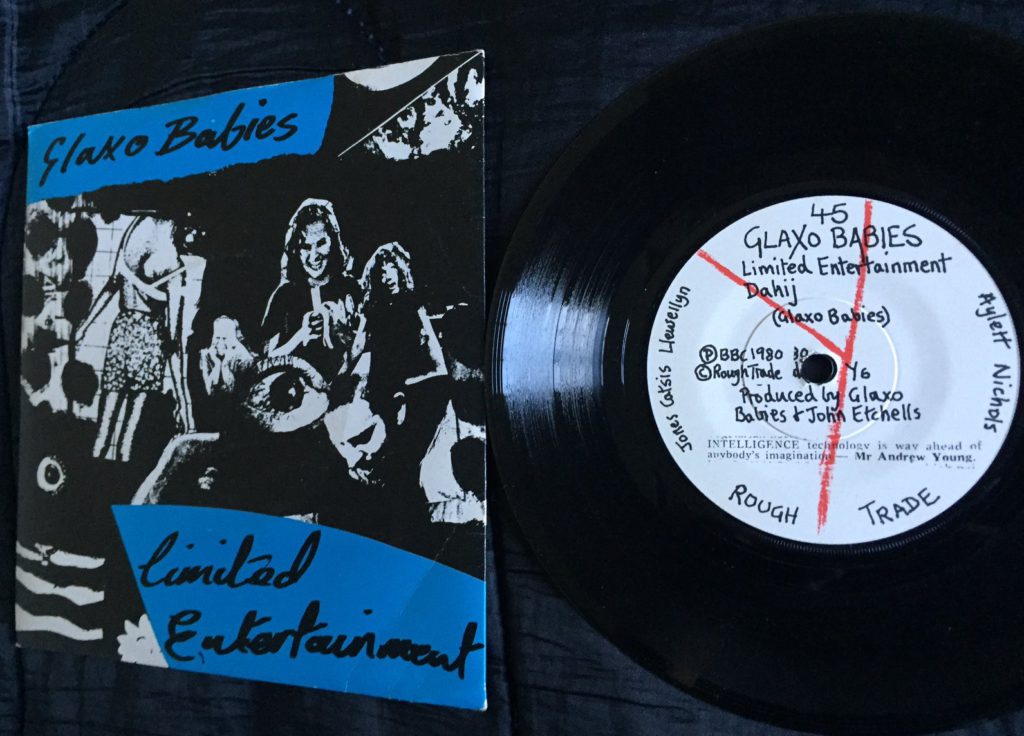 Glaxo Babies
Limited
Entertainment
45
GLAXO BABIES
Limited Entertainment
Dahij
(Glaxo Babies)
Ⓟ BBC 1980 30
© Rough Trade Y6
Produced by Glaxo
Babies + John Etchells
INTELLIGENCE technology is way ahead of
anybody's imagination — Mr Andrew Young.
ROUGH TRADE
Jones Catsis Llewellyn
Aylett Nichols